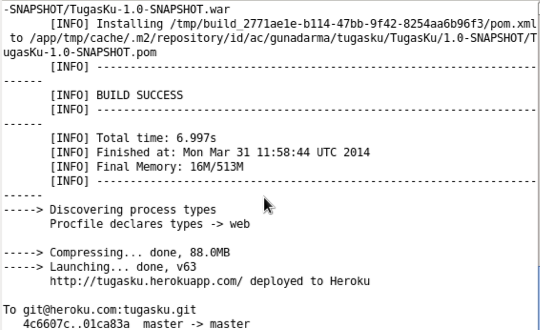 -SNAPSHOT/TugasKu-1.0-SNAPSHOT.war
[INFO] Installing /tmp/build_2771ae1e-b114-47bb-9f42-8254aa6b96f3/pom.xml
to /app/tmp/cache/.m2/repository/id/ac/gunadarma/tugasku/TugasKu/1.0-SNAPSHOT/T
ugasKu-1.0-SNAPSHOT.pom
[INFO] ------------------------------------------------------------------
------
[INFO] BUILD SUCCESS
[INFO] ------------------------------------------------------------------
------
[INFO] Total time: 6.997s
[INFO] Finished at: Mon Mar 31 11:58:44 UTC 2014
[INFO] Final Memory: 16M/513M
[INFO] ------------------------------------------------------------------
------
-----> Discovering process types
Procfile declares types -> web
-----> Compressing... done, 88.0MB
-----> Launching... done, v63
http://tugasku.herokuapp.com/ deployed to Heroku
To git@heroku.com:tugasku.git
4c6607c..01ca83a  master -> master